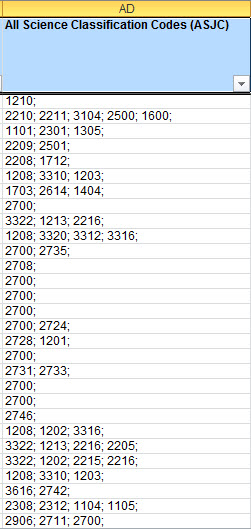 AD
All Science Classification Codes (ASJC)
1210;
2210; 2211; 3104; 2500; 1600;
1101; 2301; 1305;
2209; 2501;
2208; 1712;
1208; 3310; 1203;
1703; 2614; 1404;
2700;
3322; 1213; 2216;
1208; 3320; 3312; 3316;
2700; 2735;
2708;
2700;
2700;
2700; 2724;
2728; 1201;
2700;
2731; 2733;
2700;
2700;
2746;
1208; 1202; 3316;
3322; 1213; 2216; 2205;
3322; 1202; 2215; 2216;
1208; 3310; 1203;
3616; 2742;
2308; 2312; 1104; 1105;
2906; 2711; 2700;